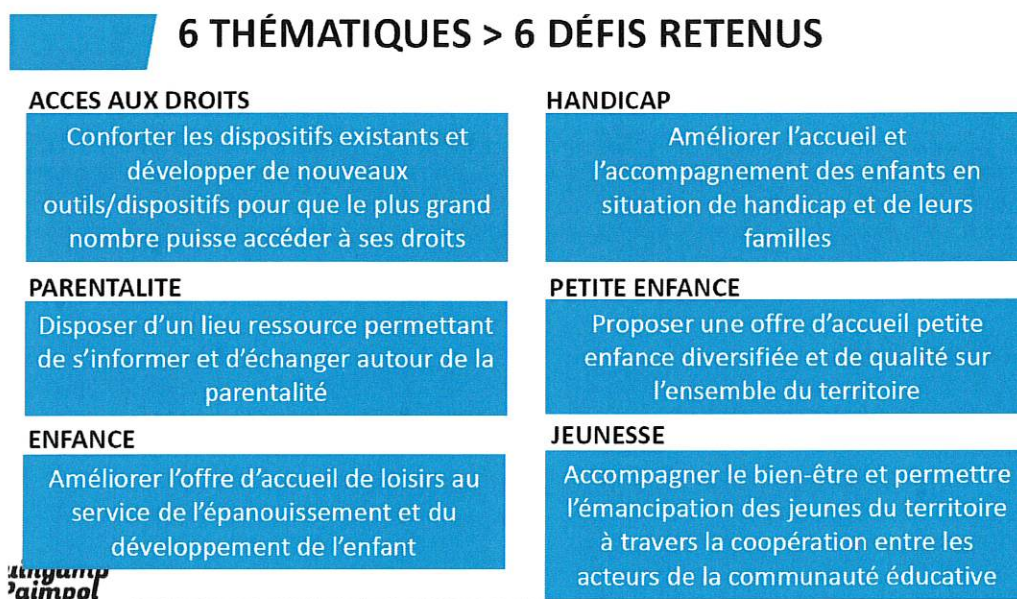 6 THÉMATIQUES > 6 DÉFIS RETENUS
ACCES AUX DROITS
Conforter les dispositifs existants et
développer de nouveaux
outils/dispositifs pour que le plus grand
nombre puisse accéder à ses droits
HANDICAP
Améliorer l'accueil et
l'accompagnement des enfants en
situation de handicap et de leurs
familles
PARENTALITE
Disposer d'un lieu ressource permettant
de s'informer et d'échanger autour de la
parentalité
PETITE ENFANCE
Proposer une offre d'accueil petite
enfance diversifiée et de qualité sur
l'ensemble du territoire
ENFANCE
Améliorer l'offre d'accueil de loisirs au
service de l'épanouissement et du
développement de l'enfant
JEUNESSE
Accompagner le bien-être et permettre
l'émancipation des jeunes du territoire
à travers la coopération entre les
acteurs de la communauté éducative